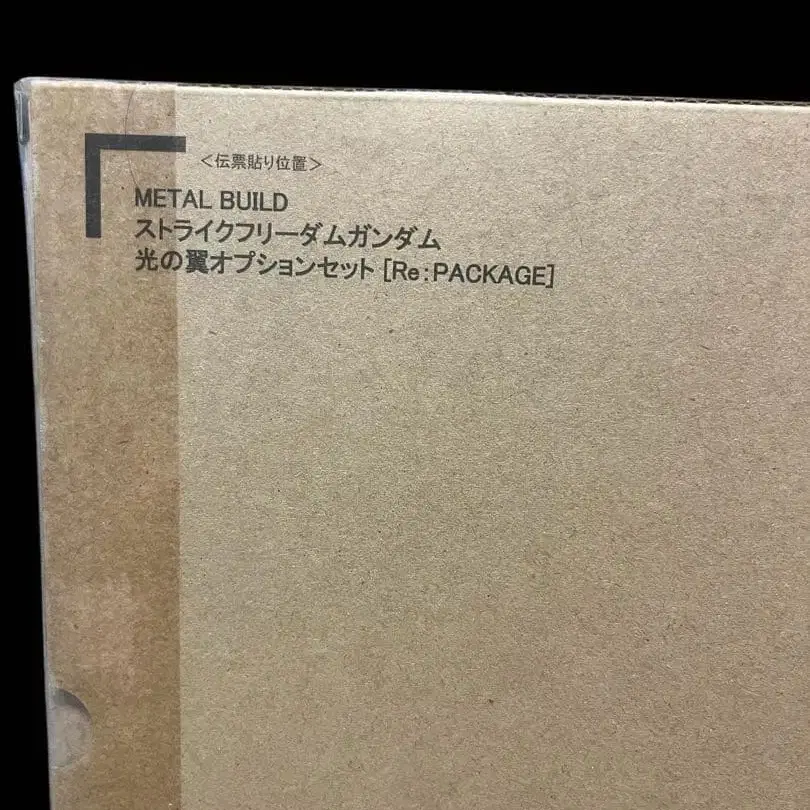 <伝票貼り位置>
METAL BUILD
ストライクフリーダムガンダム
光の翼オプションセット [Re:PACKAGE]